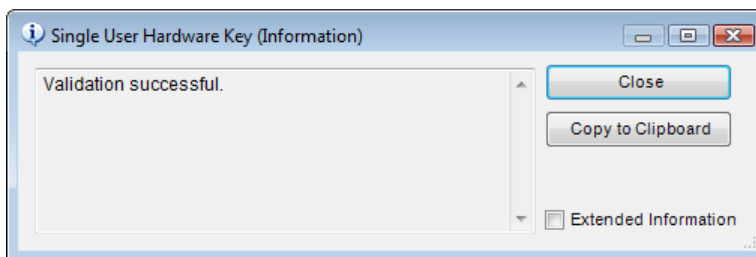 Single User Hardware Key (Information)
Validation successful.
Close
Copy to Clipboard
Extended Information